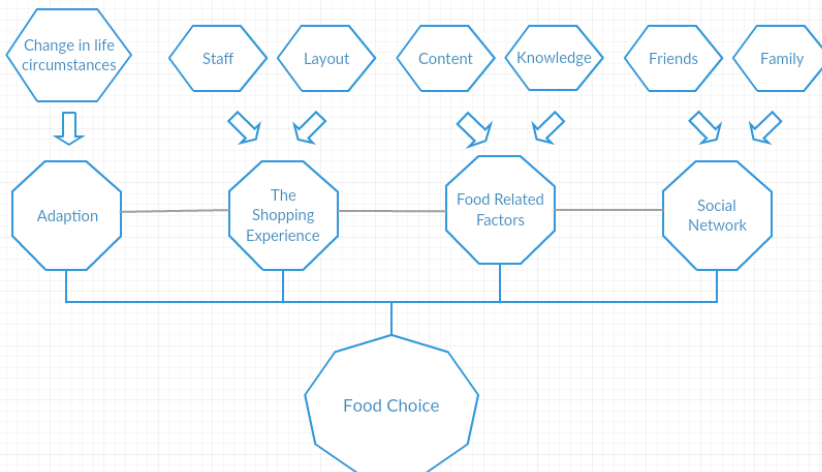 Change in life
circumstances
Staff
Layout
Content
Knowledge
Friends
Family
Adaption
The
Shopping
Experience
Food Related
Factors
Social
Network
Food Choice